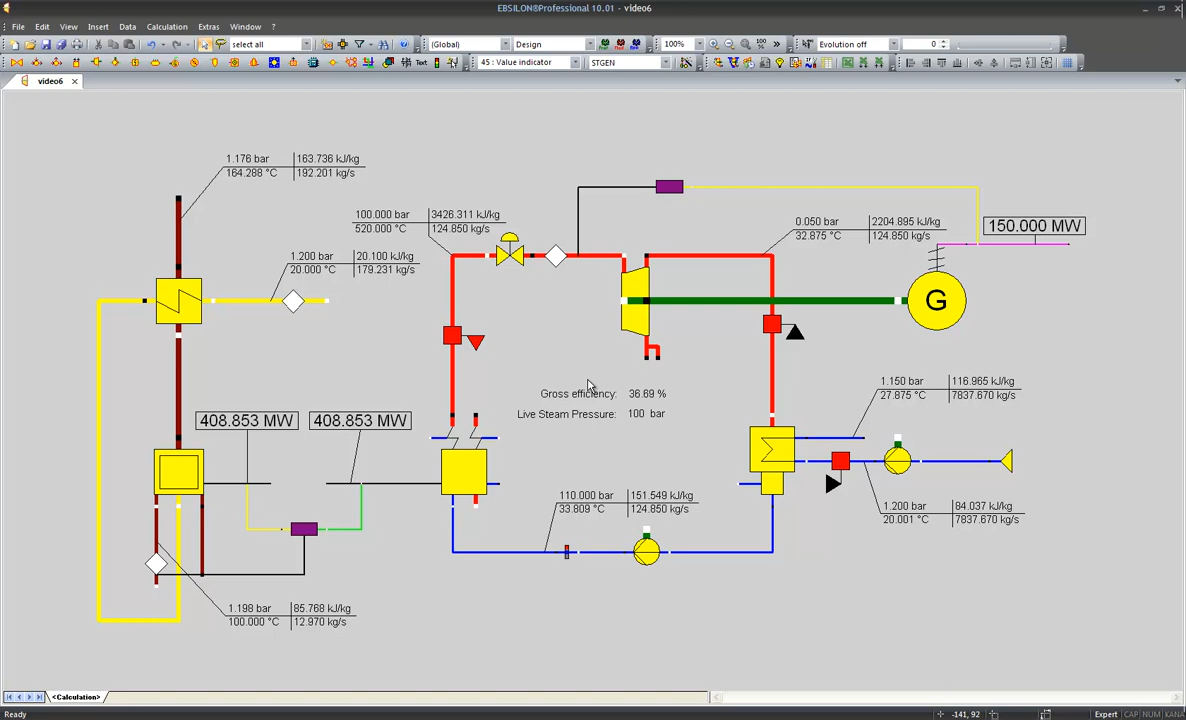 EBSILON®Professional 10.01 - video6
File Edit View Insert Data Calculation Extras Window ?
select all (Global) Design 100% 100% Evolution off 0
Text 45 : Value indicator STGEN
video6
1.176 bar 163.736 kJ/kg
164.288 °C 192.201 kg/s
100.000 bar 3426.311 kJ/kg
520.000 °C 124.850 kg/s
0.050 bar 2204.895 kJ/kg
32.875 °C 124.850 kg/s
150.000 MW
1.200 bar 20.100 kJ/kg
20.000 °C 179.231 kg/s
G
Gross efficiency: 36.69 %
Live Steam Pressure: 100 bar
1.150 bar 116.965 kJ/kg
27.875 °C 7837.670 kg/s
408.853 MW 408.853 MW
110.000 bar 151.549 kJ/kg
33.809 °C 124.850 kg/s
1.200 bar 84.037 kJ/kg
20.001 °C 7837.670 kg/s
1.198 bar 85.768 kJ/kg
100.000 °C 12.970 kg/s
<Calculation>
Ready -141, 92 Expert CAP NUM KANA